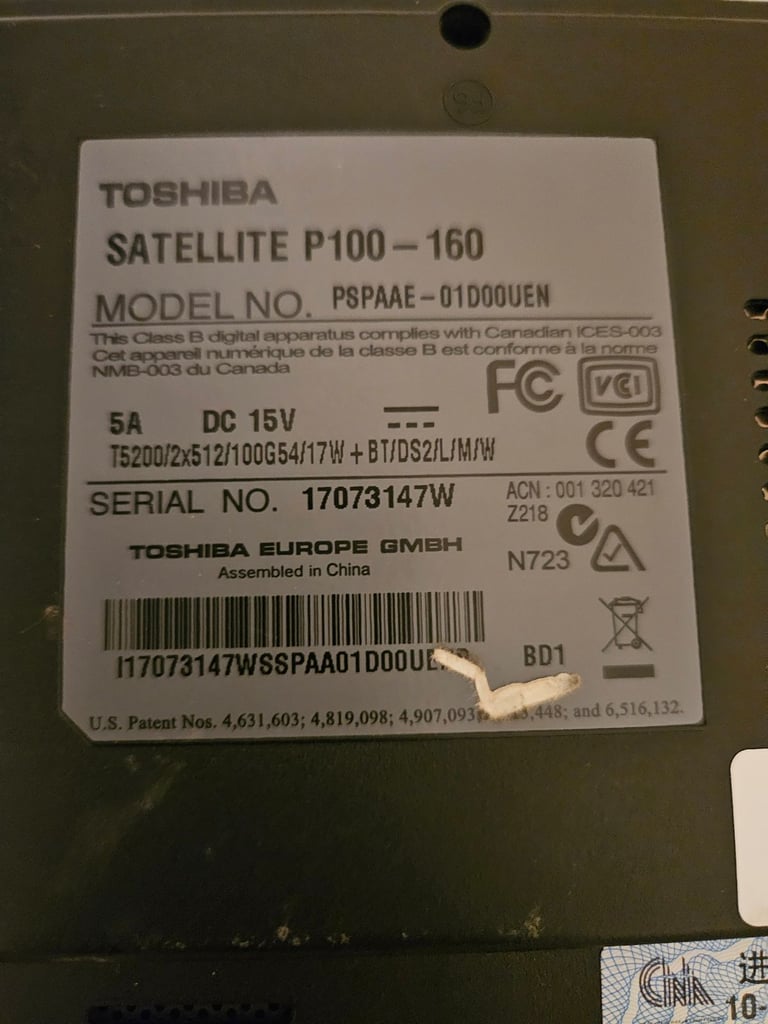 TOSHIBA
SATELLITE P100-160
MODEL NO. PSPAAE-01D00UEN
This Class B digital apparatus complies with Canadian ICES-003
Cet appareil numérique de la classe B est conforme à la norme
NMB-003 du Canada
FC VCI
5A DC 15V
CE
T5200/2x512/100G54/17W+BT/DS2/L/M/W
SERIAL NO. 17073147W
ACN : 001 320 421
Z218
TOSHIBA EUROPE GMBH
N723
Assembled in China
I17073147WSSPAA01D00UE
BD1
U.S. Patent Nos. 4,631,603; 4,819,098; 4,907,093; 448; and 6,516,132.
进
10-